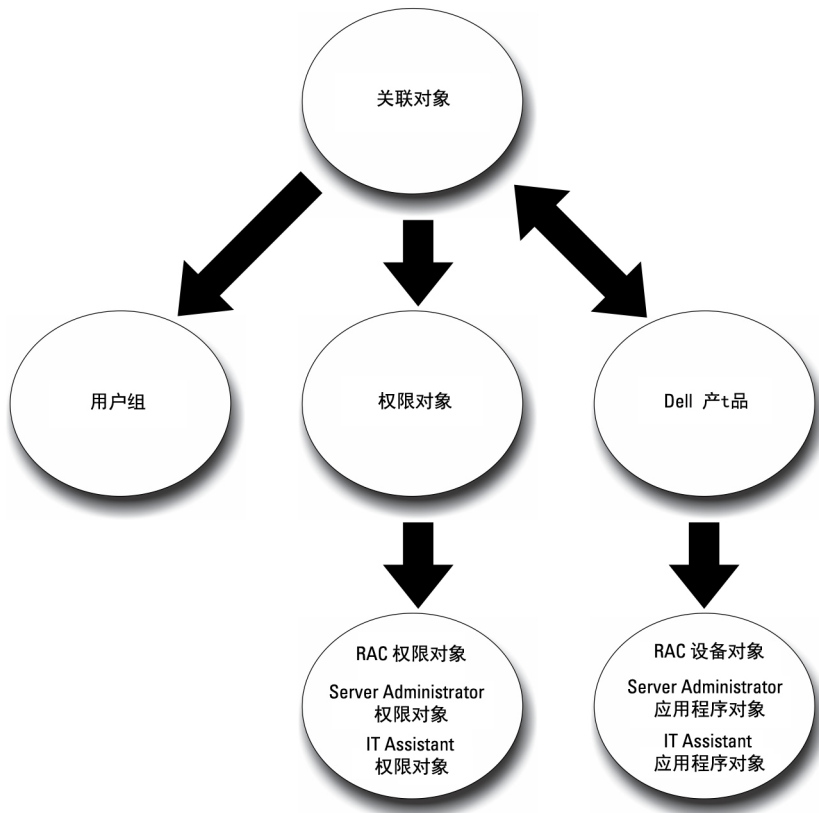 关联对象
用户组
权限对象
Dell 产t品
RAC 权限对象
Server Administrator
权限对象
IT Assistant
权限对象
RAC 设备对象
Server Administrator
应用程序对象
IT Assistant
应用程序对象